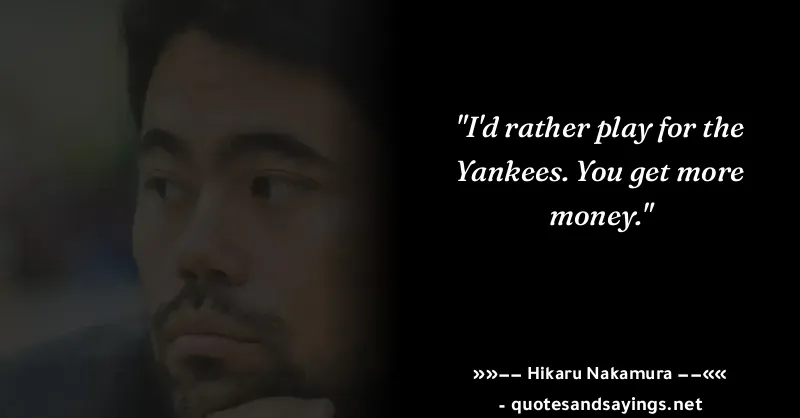 "I'd rather play for the
Yankees. You get more
money."
»»−− Hikaru Nakamura −−««
- quotesandsayings.net